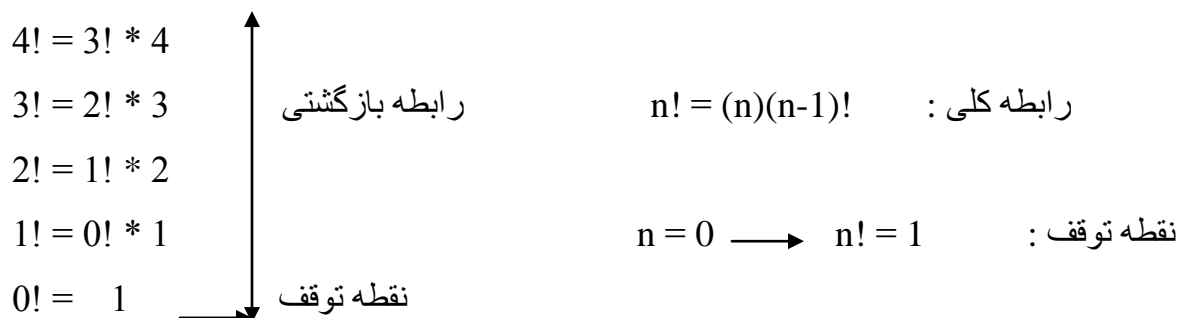 4! = 3! * 4
3! = 2! * 3 رابطه بازگشتی n! = (n)(n-1)! رابطه کلی :
2! = 1! * 2
1! = 0! * 1 n = 0 → n! = 1 نقطه توقف :
0! = 1 → نقطه توقف